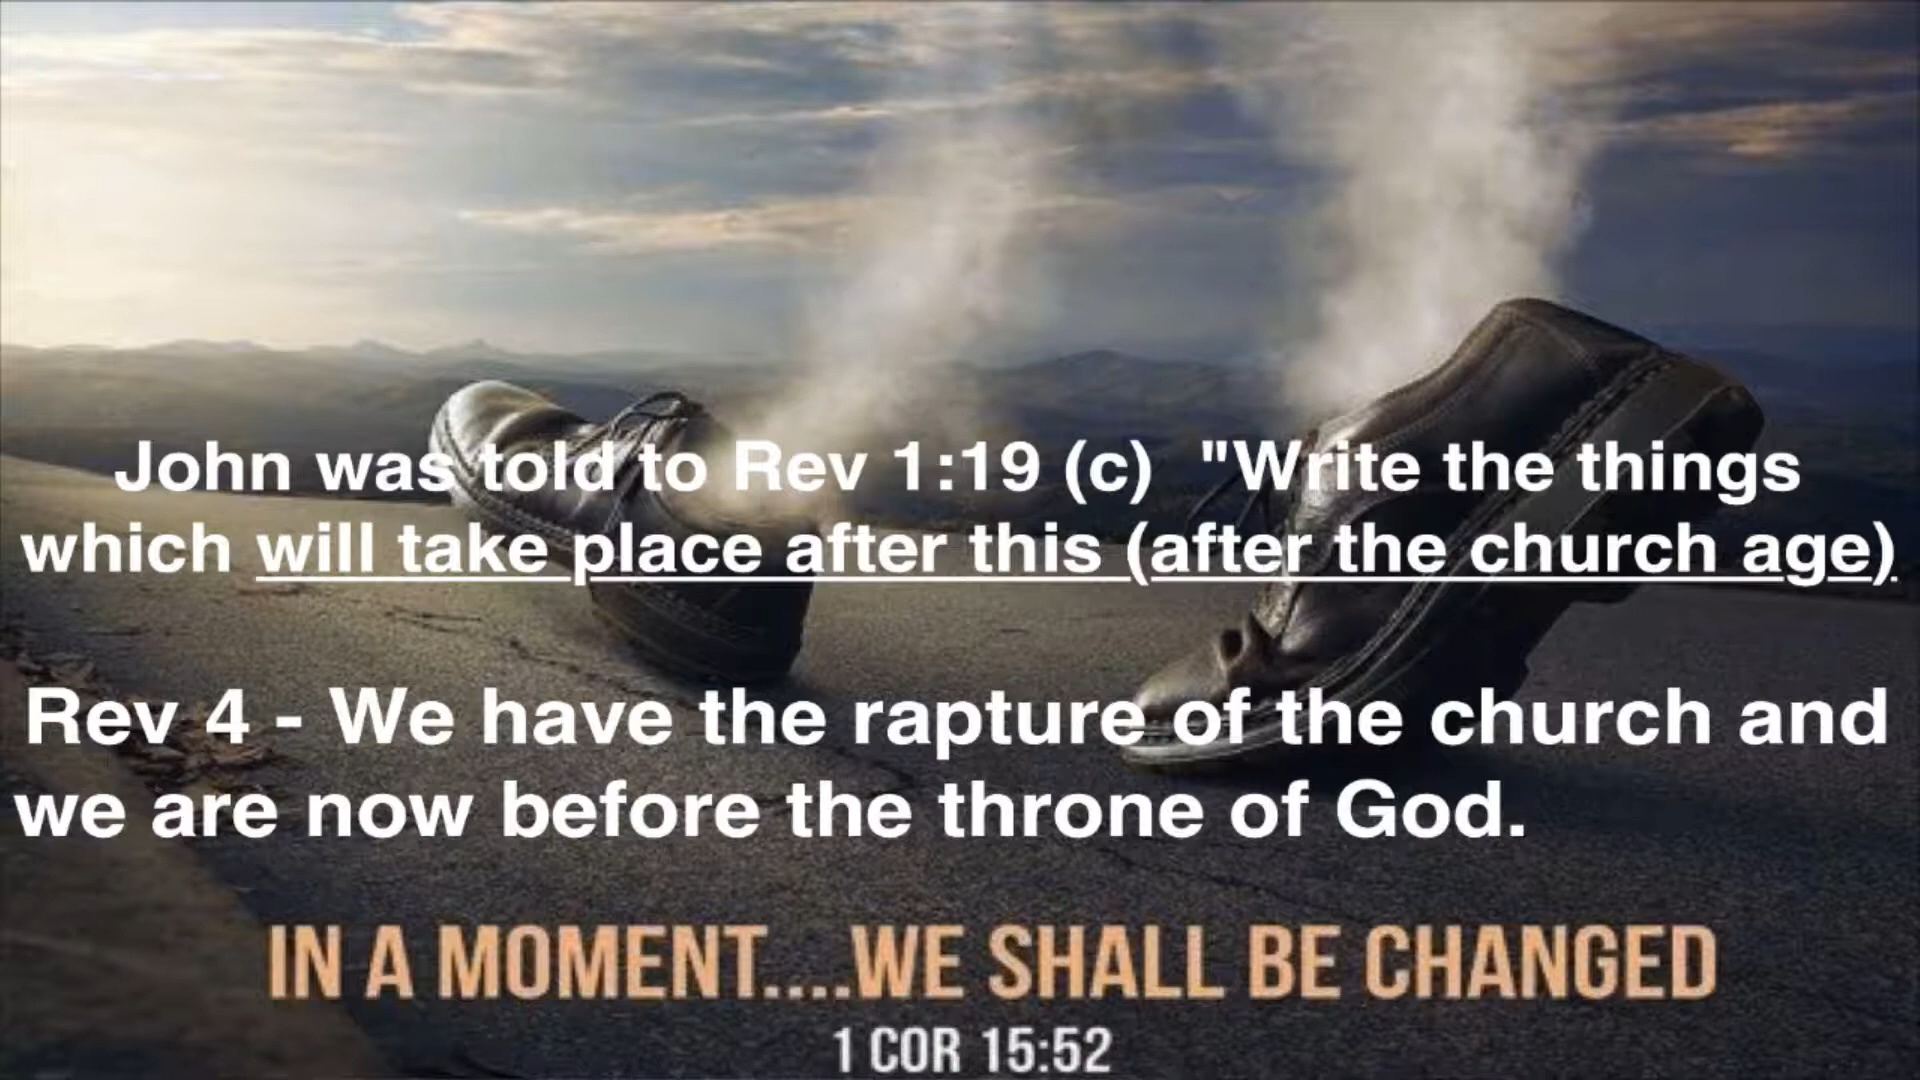 John was told to Rev 1:19 (c)  "Write the things
which will take place after this (after the church age)
Rev 4 - We have the rapture of the church and
we are now before the throne of God.
IN A MOMENT....WE SHALL BE CHANGED
1 COR 15:52